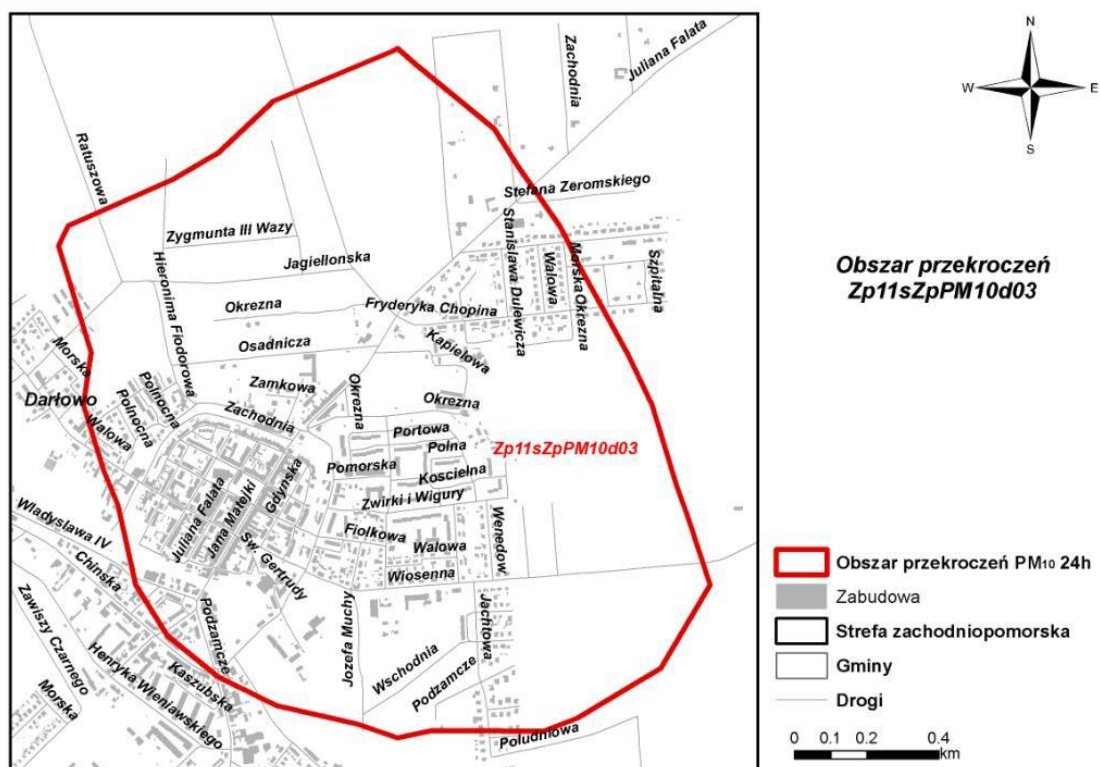 Ratuszowa
Zachodnia
Juliana Falata
Stefana Zeromskiego
Zygmunta III Wazy
Hieronima Fiodorowa
Jagiellonska
Stanislawa Dulewicza
Walowa
Morska
Okrezna
Szpitalna
Okrezna
Fryderyka Chopina
Osadnicza
Kapielowa
Morska
Darłowo
Polnocna
Polnocna
Walowa
Zamkowa
Zachodnia
Okrezna
Okrezna
Portowa
Polna
Zp11sZpPM10d03
Pomorska
Koscielna
Zwirki i Wigury
Gdynska
Jana Matejki
Juliana Falata
Fiolkowa
Walowa
Wenedow
Wiosenna
Sw. Gertrudy
Wladyslawa IV
Chinska
Zawiszy Czarnego
Podzamcze
Jozefa Muchy
Jachtowa
Wschodnia
Podzamcze
Kaszubska
Henryka Wieniawskiego
Morska
Poludniowa
N
W
E
S
Obszar przekroczeń
Zp11sZpPM10d03
Obszar przekroczeń PM10 24h
Zabudowa
Strefa zachodniopomorska
Gminy
Drogi
0 0.1 0.2 0.4
km